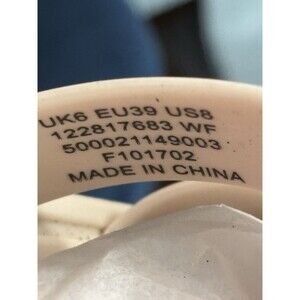 UK6 EU39 US8
122817683 WF
500021149003
F101702
MADE IN CHINA